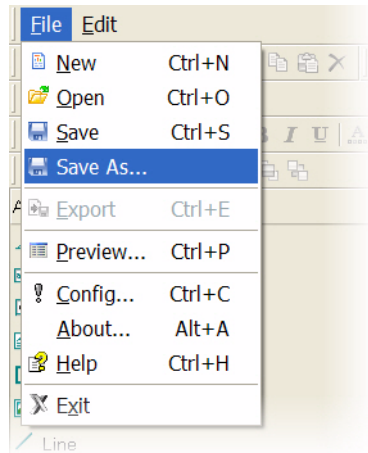 File Edit
New Ctrl+N
Open Ctrl+O
Save Ctrl+S
Save As...
Export Ctrl+E
Preview... Ctrl+P
Config... Ctrl+C
About... Alt+A
Help Ctrl+H
Exit
Line